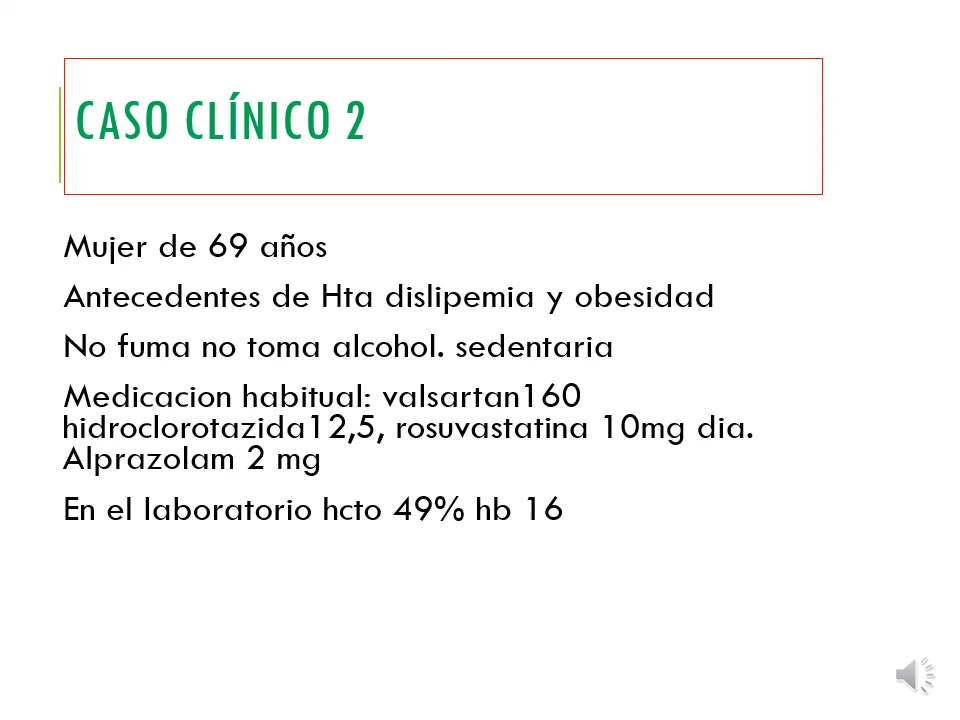 CASO CLÍNICO 2
Mujer de 69 años
Antecedentes de Hta dislipemia y obesidad
No fuma no toma alcohol. sedentaria
Medicacion habitual: valsartan160
hidroclorotazida12,5, rosuvastatina 10mg dia.
Alprazolam 2 mg
En el laboratorio hcto 49% hb 16